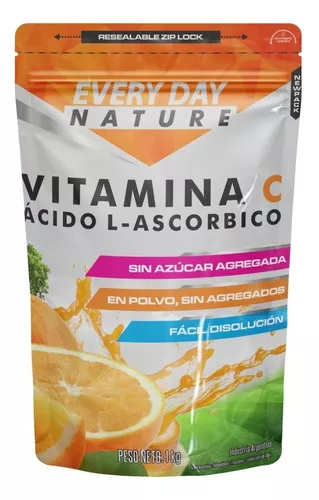 RESEALABLE ZIP LOCK
NEW PACK
EVERY DAY
NATURE
VITAMINA C
ÁCIDO L-ASCORBICO
SIN AZÚCAR AGREGADA
EN POLVO, SIN AGREGADOS
FÁCIL DISOLUCIÓN
PESO NETO: 1 kg
Industria Argentina